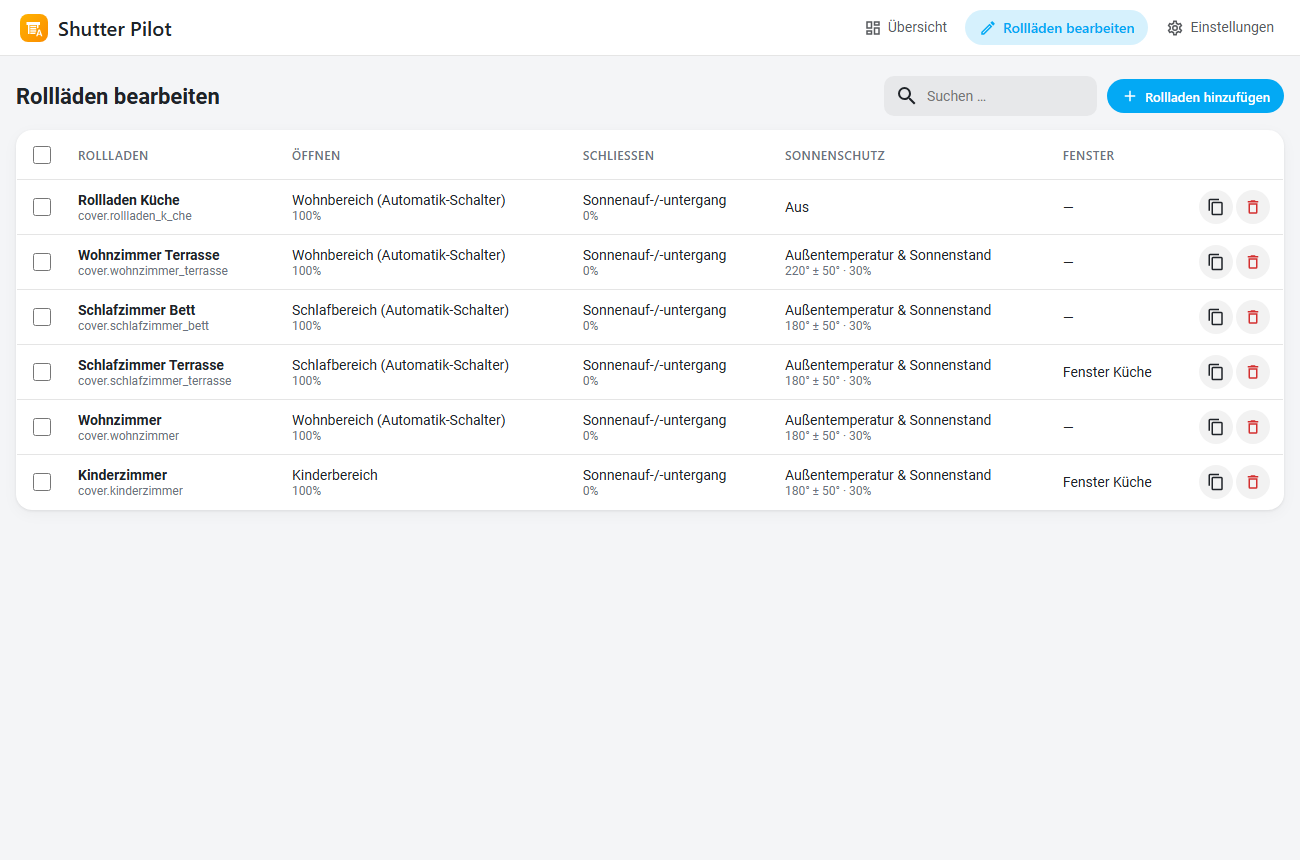 Shutter Pilot
Übersicht
Rollläden bearbeiten
Einstellungen
Rollläden bearbeiten
Suchen …
Rollladen hinzufügen
ROLLLADEN ÖFFNEN SCHLIESSEN SONNENSCHUTZ FENSTER
Rollladen Küche Wohnbereich (Automatik-Schalter) Sonnenauf-/-untergang Aus —
cover.rollladen_k_che 100% 0%
Wohnzimmer Terrasse Wohnbereich (Automatik-Schalter) Sonnenauf-/-untergang Außentemperatur & Sonnenstand —
cover.wohnzimmer_terrasse 100% 0% 220° ± 50° · 30%
Schlafzimmer Bett Schlafbereich (Automatik-Schalter) Sonnenauf-/-untergang Außentemperatur & Sonnenstand —
cover.schlafzimmer_bett 100% 0% 180° ± 50° · 30%
Schlafzimmer Terrasse Schlafbereich (Automatik-Schalter) Sonnenauf-/-untergang Außentemperatur & Sonnenstand Fenster Küche
cover.schlafzimmer_terrasse 100% 0% 180° ± 50° · 30%
Wohnzimmer Wohnbereich (Automatik-Schalter) Sonnenauf-/-untergang Außentemperatur & Sonnenstand —
cover.wohnzimmer 100% 0% 180° ± 50° · 30%
Kinderzimmer Kinderbereich Sonnenauf-/-untergang Außentemperatur & Sonnenstand Fenster Küche
cover.kinderzimmer 100% 0% 180° ± 50° · 30%